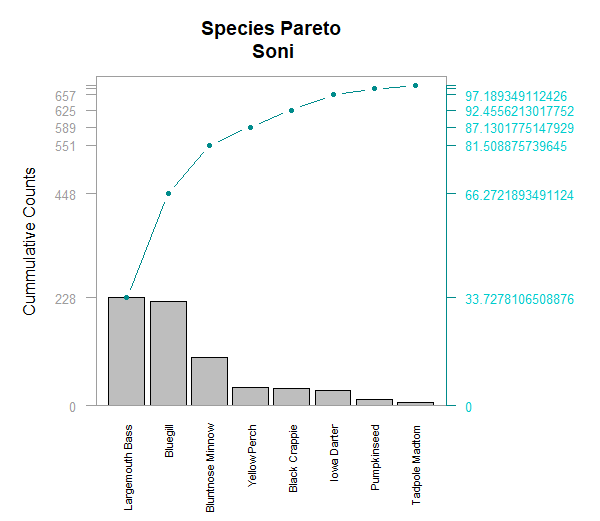 Species Pareto
Soni
Cummulative Counts
657
625
589
551
448
228
0
97.189349112426
92.4556213017752
87.1301775147929
81.508875739645
66.2721893491124
33.7278106508876
0
Largemouth Bass
Bluegill
Bluntnose Minnow
Yellow Perch
Black Crappie
Iowa Darter
Pumpkinseed
Tadpole Madtom